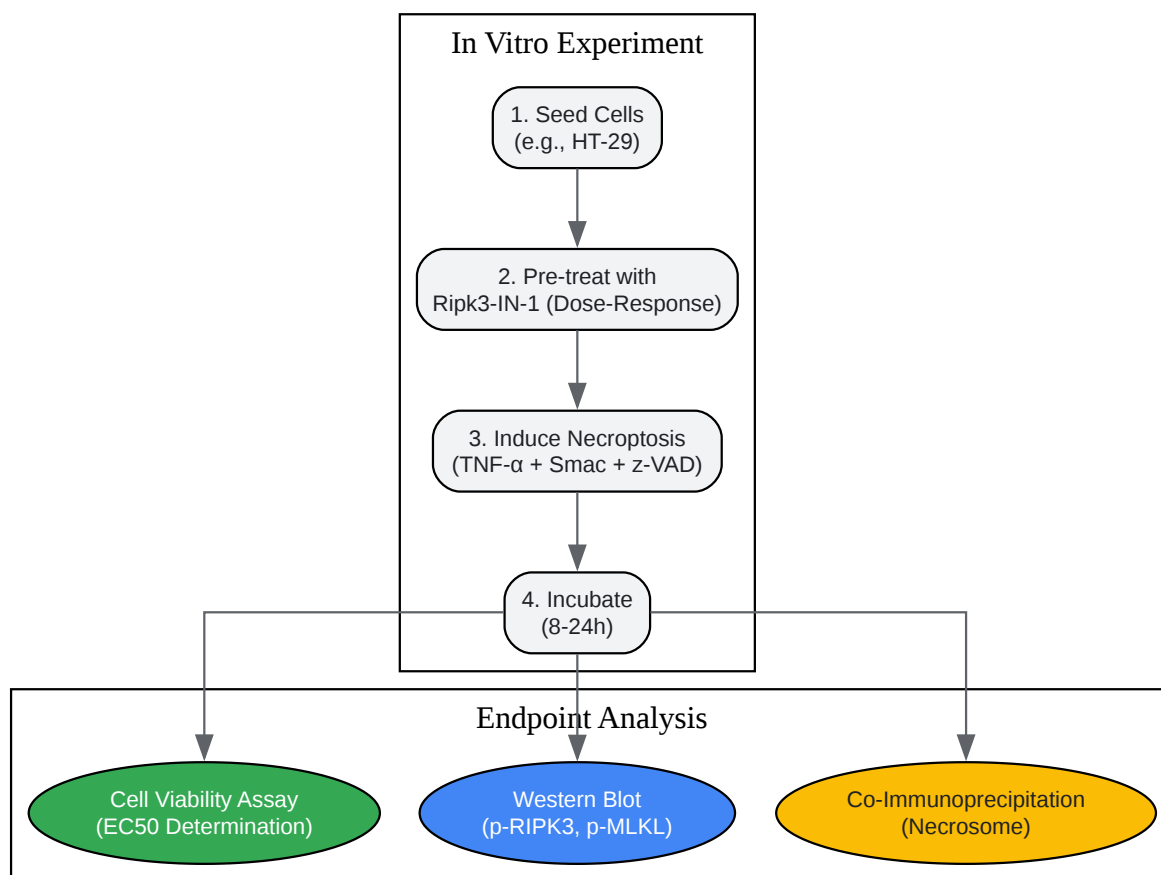 In Vitro Experiment
1. Seed Cells
(e.g., HT-29)
2. Pre-treat with
Ripk3-IN-1 (Dose-Response)
3. Induce Necroptosis
(TNF-α + Smac + z-VAD)
4. Incubate
(8-24h)
Endpoint Analysis
Cell Viability Assay
(EC50 Determination)
Western Blot
(p-RIPK3, p-MLKL)
Co-Immunoprecipitation
(Necrosome)